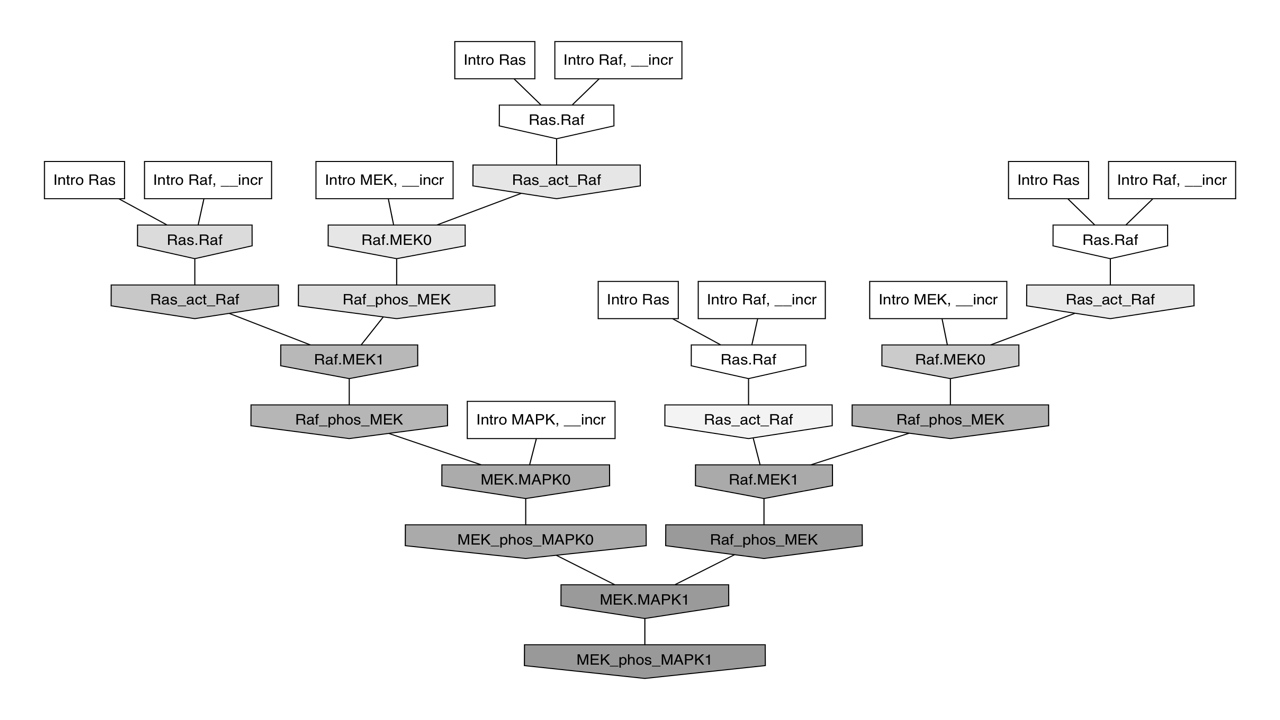 Intro Ras
Intro Raf, __incr
Ras.Raf
Intro Ras
Intro Raf, __incr
Intro MEK, __incr
Ras_act_Raf
Intro Ras
Intro Raf, __incr
Ras.Raf
Raf.MEK0
Ras.Raf
Ras_act_Raf
Raf_phos_MEK
Intro Ras
Intro Raf, __incr
Intro MEK, __incr
Ras_act_Raf
Raf.MEK1
Ras.Raf
Raf.MEK0
Raf_phos_MEK
Intro MAPK, __incr
Ras_act_Raf
Raf_phos_MEK
MEK.MAPK0
Raf.MEK1
MEK_phos_MAPK0
Raf_phos_MEK
MEK.MAPK1
MEK_phos_MAPK1